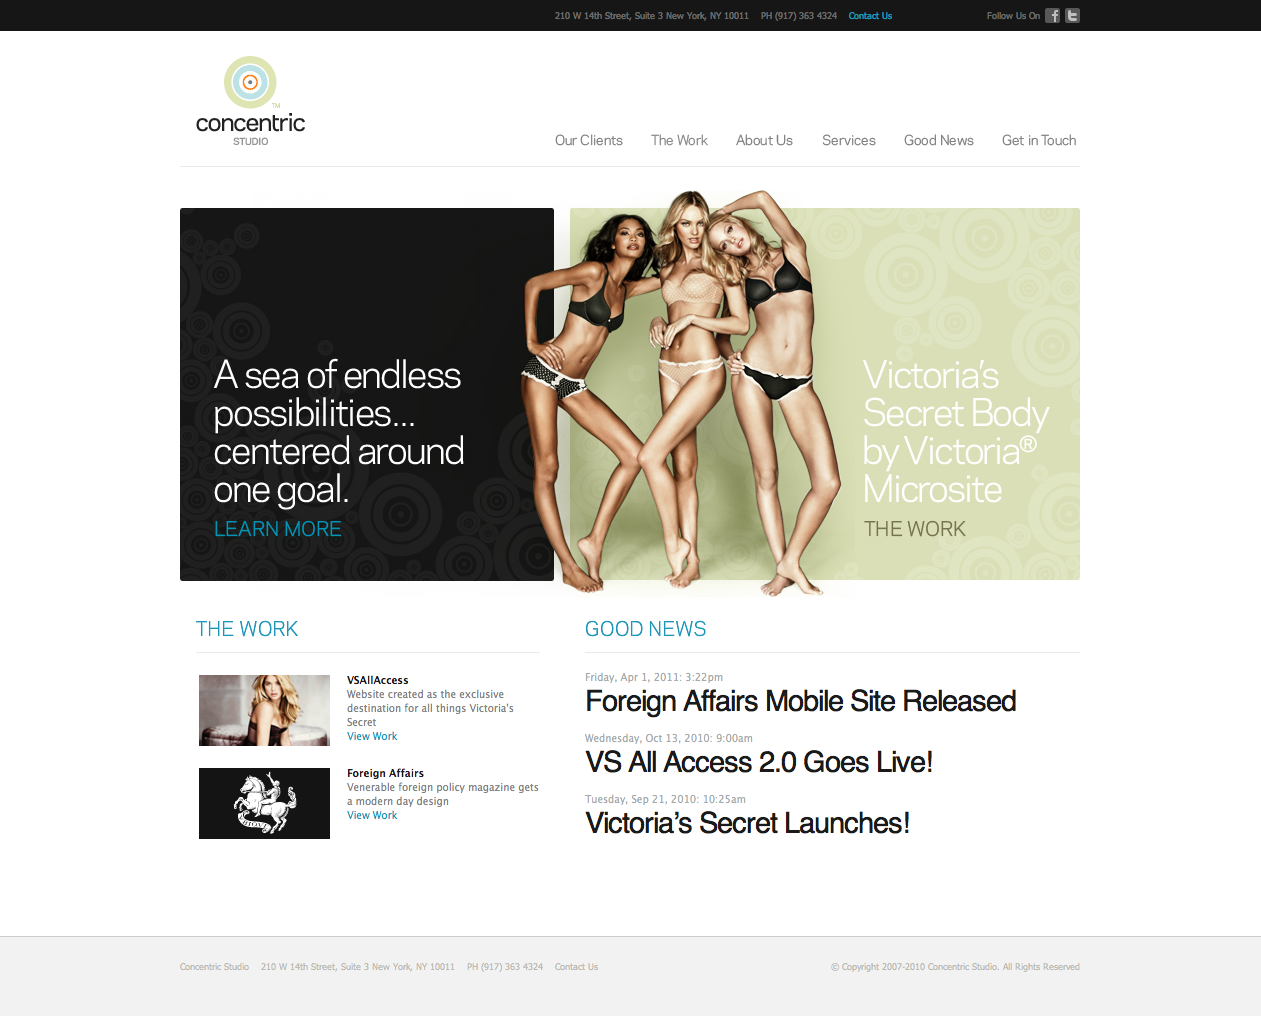 210 W 14th Street, Suite 3 New York, NY 10011 PH (917) 363 4324 Contact Us Follow Us On
concentric TM
STUDIO
Our Clients The Work About Us Services Good News Get in Touch
A sea of endless
possibilities...
centered around
one goal.
LEARN MORE
Victoria's
Secret Body
by Victoria®
Microsite
THE WORK
THE WORK
VSAllAccess
Website created as the exclusive
destination for all things Victoria's
Secret
View Work
Foreign Affairs
Venerable foreign policy magazine gets
a modern day design
View Work
GOOD NEWS
Friday, Apr 1, 2011: 3:22pm
Foreign Affairs Mobile Site Released
Wednesday, Oct 13, 2010: 9:00am
VS All Access 2.0 Goes Live!
Tuesday, Sep 21, 2010: 10:25am
Victoria's Secret Launches!
Concentric Studio 210 W 14th Street, Suite 3 New York, NY 10011 PH (917) 363 4324 Contact Us
© Copyright 2007-2010 Concentric Studio. All Rights Reserved